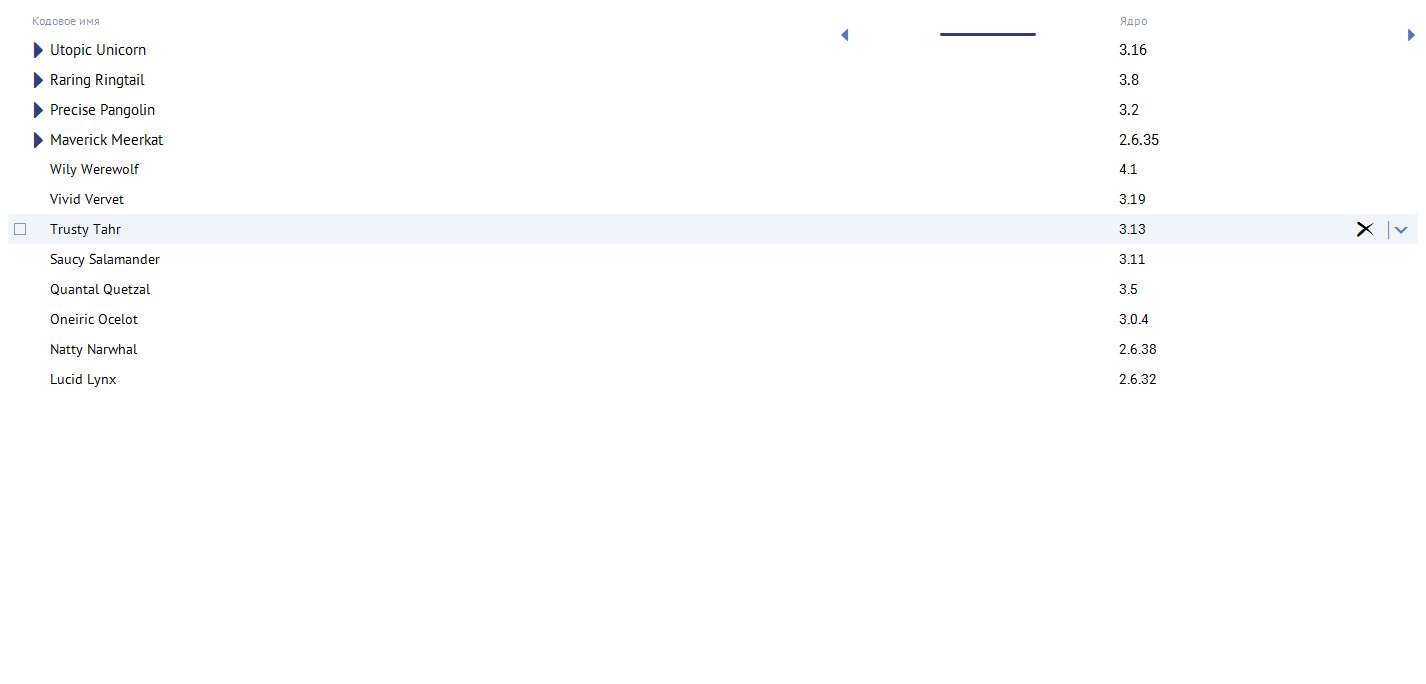 Кодовое имя Ядро
Utopic Unicorn 3.16
Raring Ringtail 3.8
Precise Pangolin 3.2
Maverick Meerkat 2.6.35
Wily Werewolf 4.1
Vivid Vervet 3.19
Trusty Tahr 3.13
Saucy Salamander 3.11
Quantal Quetzal 3.5
Oneiric Ocelot 3.0.4
Natty Narwhal 2.6.38
Lucid Lynx 2.6.32